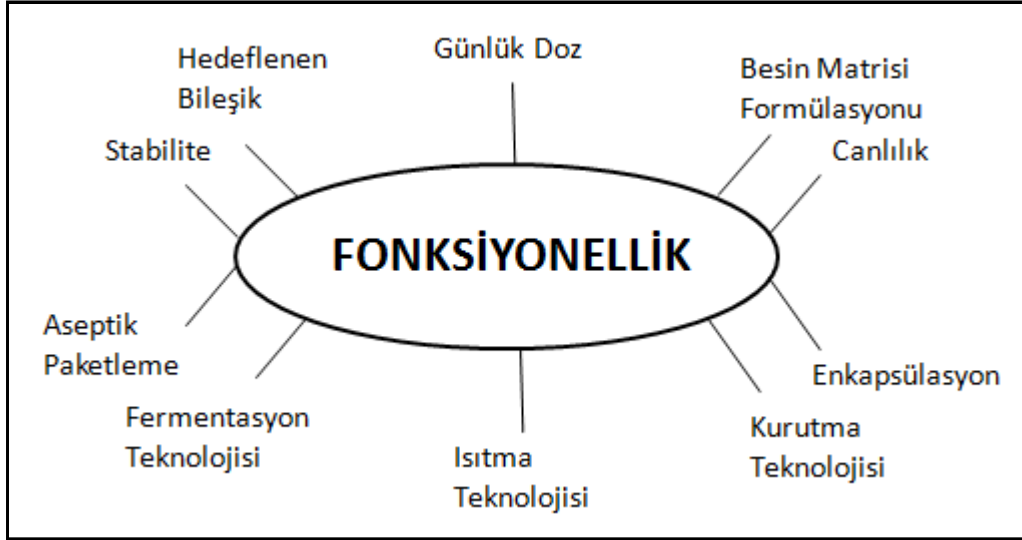 Hedeflenen
Bileşik
Günlük Doz
Besin Matrisi
Formülasyonu
Stabilite
Canlılık
FONKSİYONELLİK
Aseptik
Paketleme
Enkapsülasyon
Fermentasyon
Teknolojisi
Isıtma
Teknolojisi
Kurutma
Teknolojisi